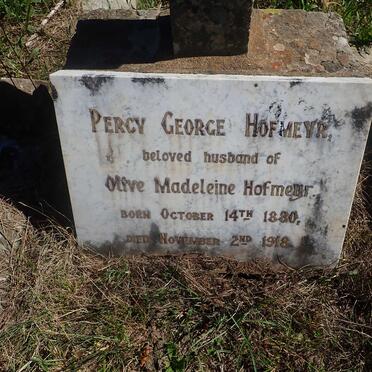 PERCY GEORGE HOFMEYR,
beloved husband of
Olive Madeleine Hofmeyr
BORN OCTOBER 14TH 1880,
DIED NOVEMBER 2ND 1918.